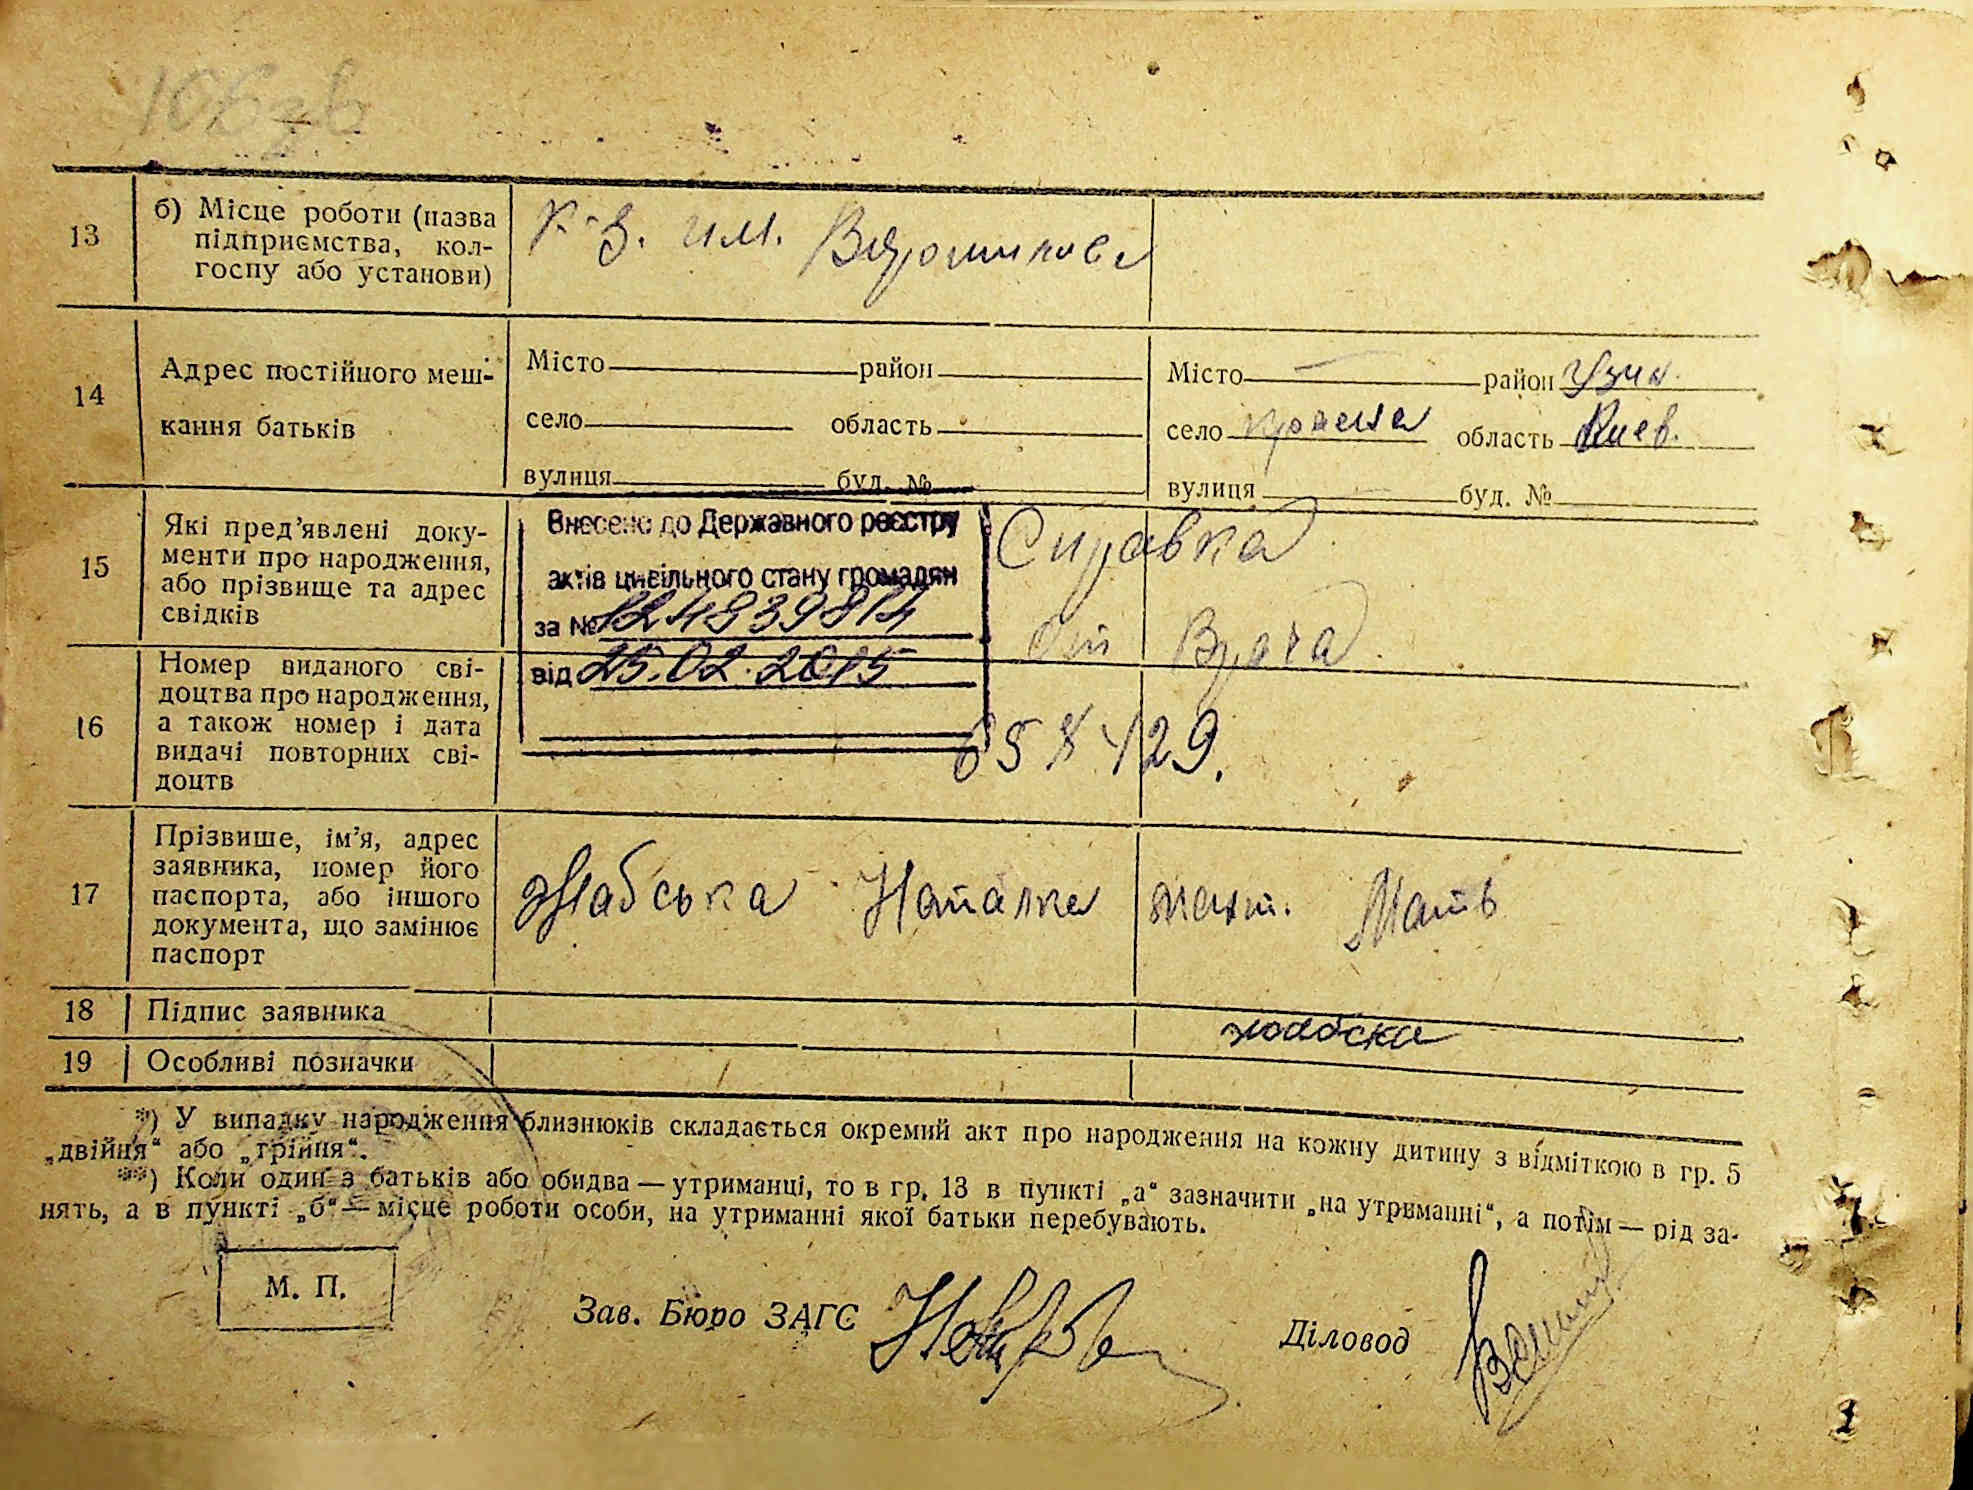 13
б) Місце роботи (назва
підприємства, кол-
госпу або установи)
к-з. им. Ворошилова
14
Адрес постійного меш-
кання батьків
Місто район
село область
вулиця буд. №
Місто район Узин.
село область Киев.
вулиця буд. №
15
Які пред’явлені доку-
менти про народження,
або прізвище та адрес
свідків
Внесено до Державного реєстру
актів цивільного стану громадян
за №
від 25.02.2015
Справка
от Врача.
16
Номер виданого сві-
доцтва про народження,
а також номер і дата
видачі повторних сві-
доцтв
17
Прізвише, ім’я, адрес
заявника, номер його
паспорта, або іншого
документа, що замінює
паспорт
Жабська Наталка Мать
18
Підпис заявника
19
Особливі позначки
*) У випадку народження близнюків складається окремий акт про народження на кожну дитину з відміткою в гр. 5
„двійня“ або „трійня“.
**) Коли один з батьків або обидва — утриманці, то в гр. 13 в пункті „а“ зазначити „на утриманні“, а потім — рід за-
нять, а в пункті „б“ — місце роботи особи, на утриманні якої батьки перебувають.
М. П.
Зав. Бюро ЗАГС
Діловод